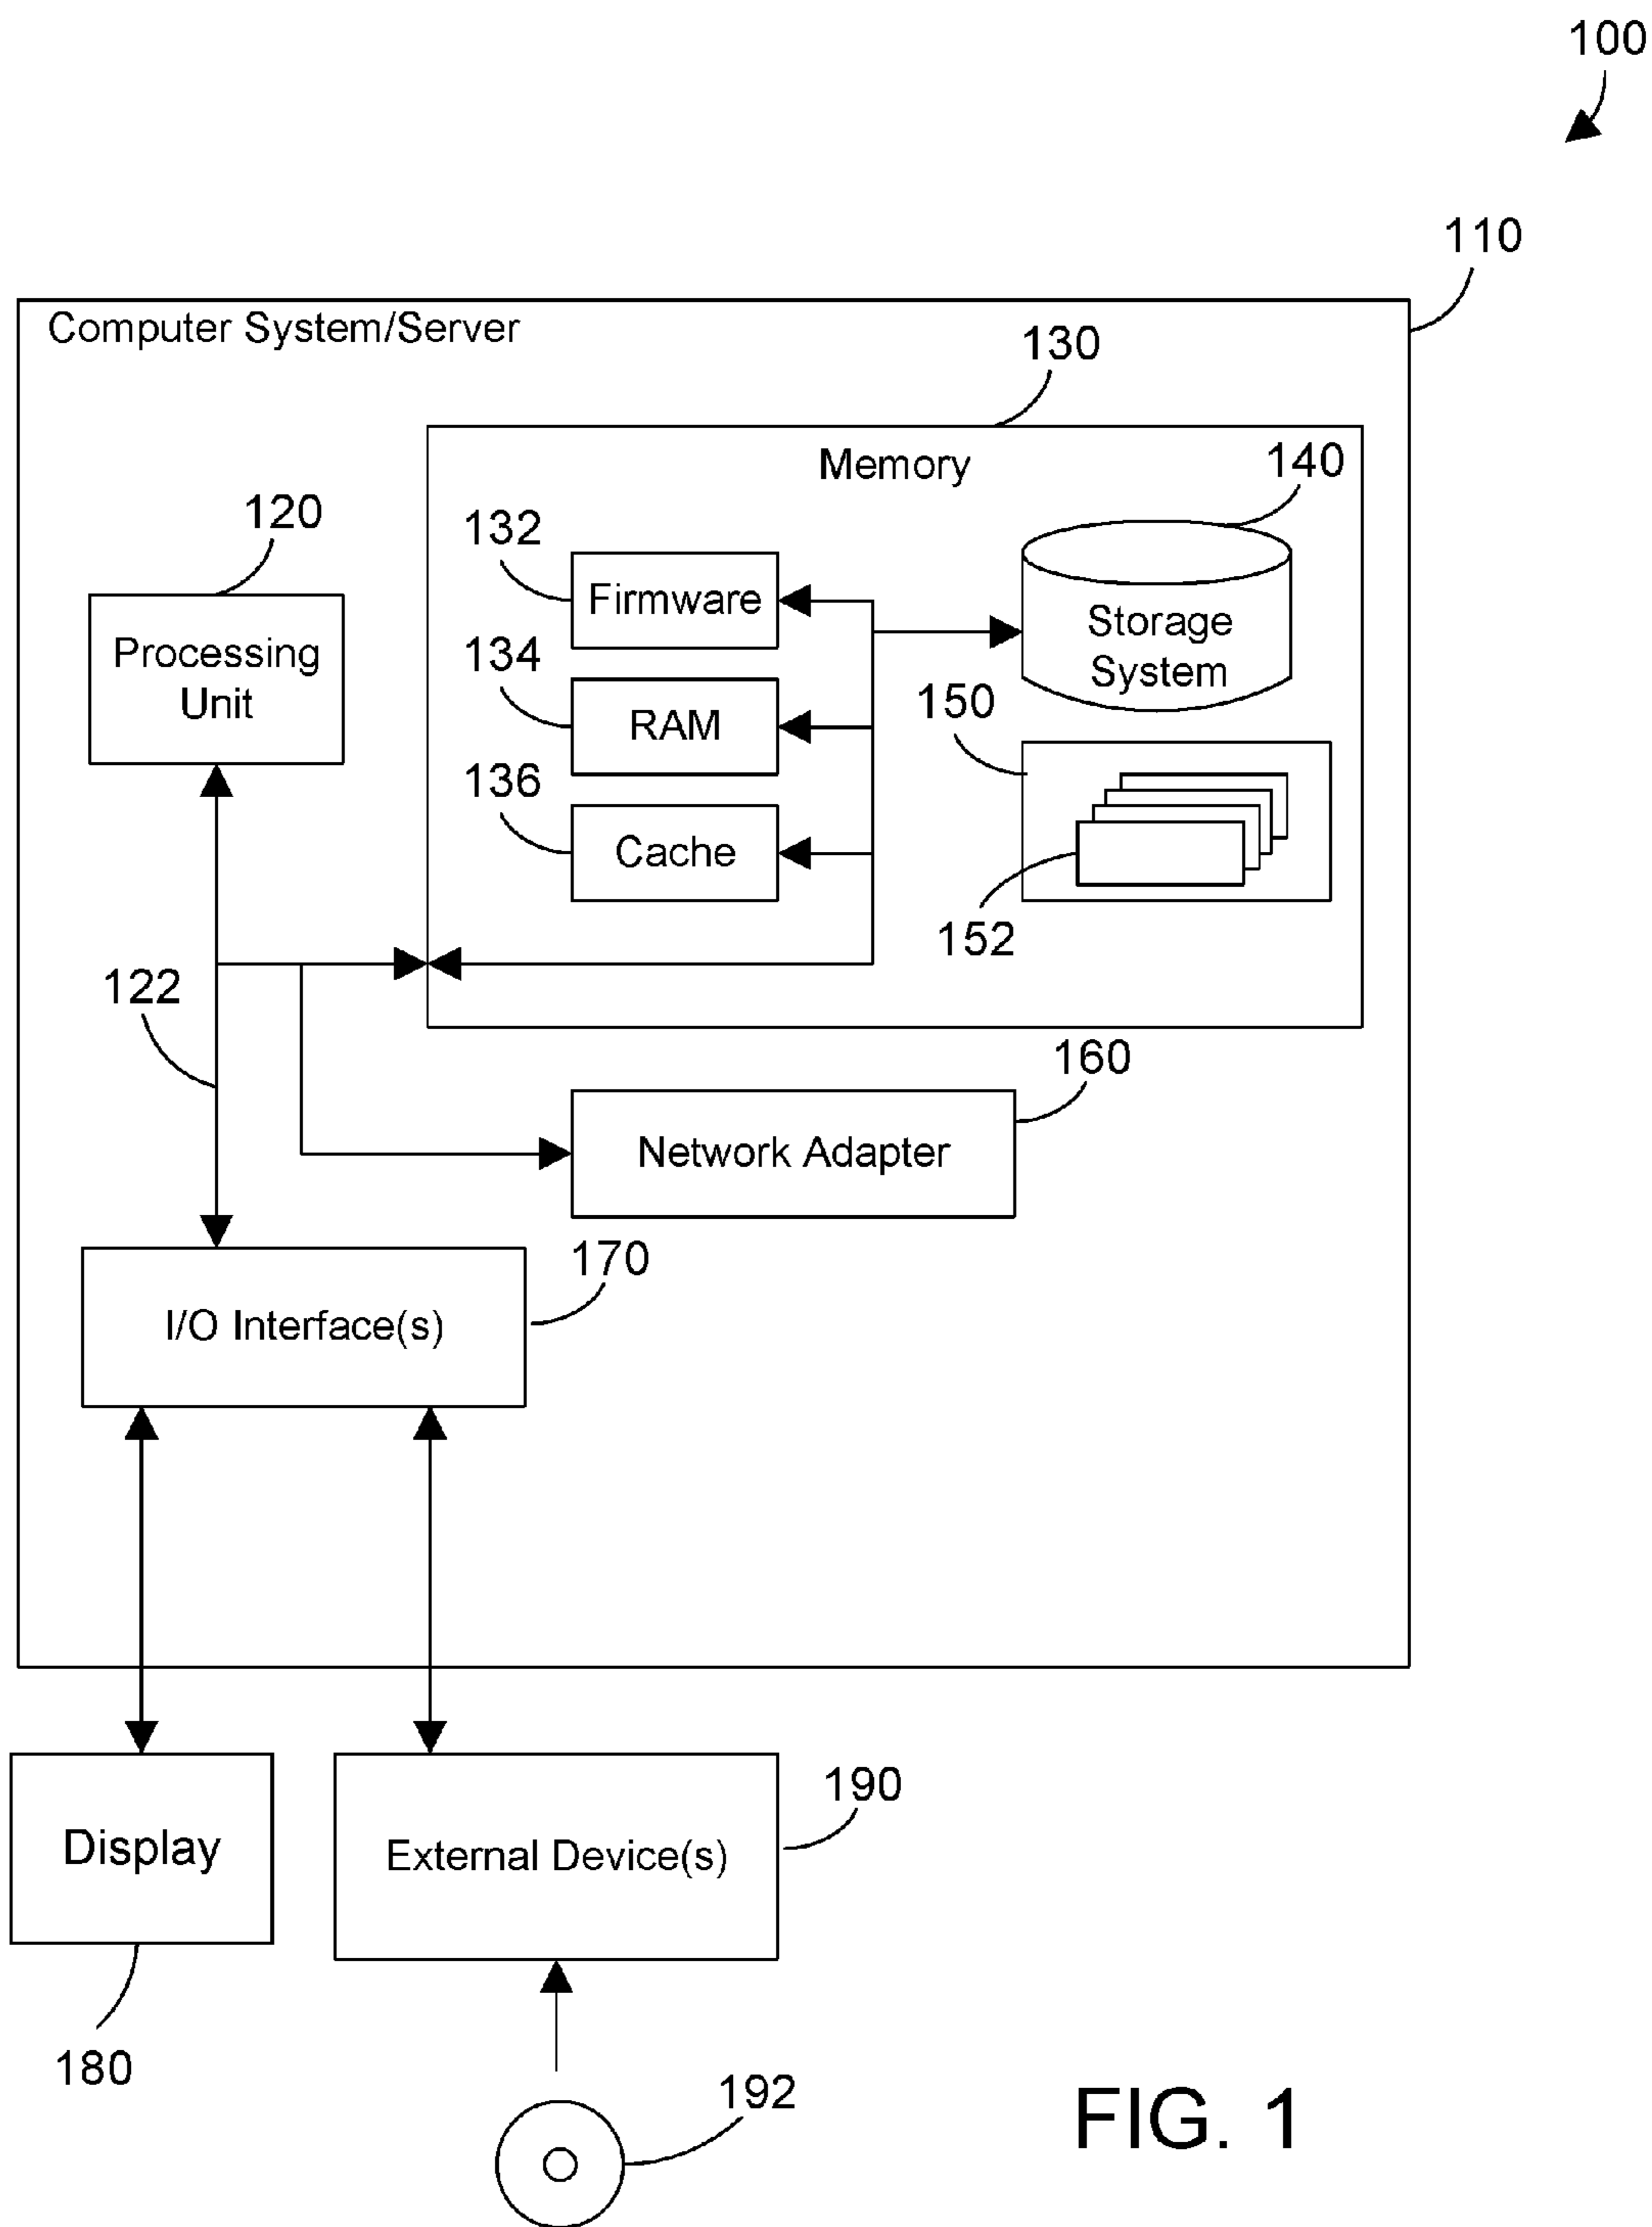 100
110
Computer System/Server
130
Memory
140
120
132
Firmware
Storage
System
Processing
Unit
134
RAM
150
136
Cache
152
122
160
Network Adapter
170
I/O Interface(s)
190
Display
External Device(s)
180
192
FIG. 1